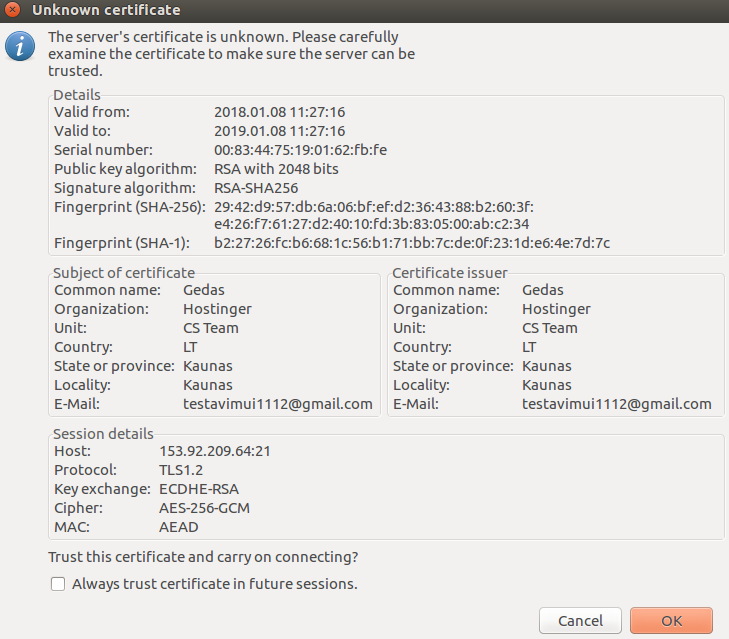 Unknown certificate
The server's certificate is unknown. Please carefully
examine the certificate to make sure the server can be
trusted.
Details
Valid from: 2018.01.08 11:27:16
Valid to: 2019.01.08 11:27:16
Serial number: 00:83:44:75:19:01:62:fb:fe
Public key algorithm: RSA with 2048 bits
Signature algorithm: RSA-SHA256
Fingerprint (SHA-256): 29:42:d9:57:db:6a:06:bf:ef:d2:36:43:88:b2:60:3f:
e4:26:f7:61:27:d2:40:10:fd:3b:83:05:00:ab:c2:34
Fingerprint (SHA-1): b2:27:26:fc:b6:68:1c:56:b1:71:bb:7c:de:0f:23:1d:e6:4e:7d:7c
Subject of certificate
Common name: Gedas
Organization: Hostinger
Unit: CS Team
Country: LT
State or province: Kaunas
Locality: Kaunas
E-Mail: testavimui1112@gmail.com
Certificate issuer
Common name: Gedas
Organization: Hostinger
Unit: CS Team
Country: LT
State or province: Kaunas
Locality: Kaunas
E-Mail: testavimui1112@gmail.com
Session details
Host: 153.92.209.64:21
Protocol: TLS1.2
Key exchange: ECDHE-RSA
Cipher: AES-256-GCM
MAC: AEAD
Trust this certificate and carry on connecting?
Always trust certificate in future sessions.
Cancel OK